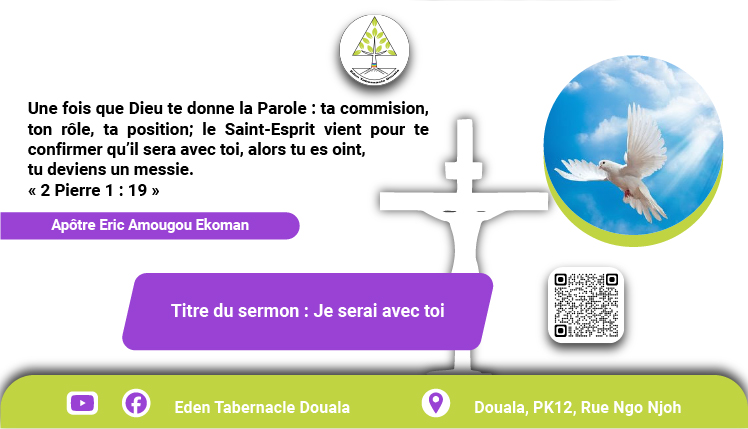 Eden Tabernacle Douala
Une fois que Dieu te donne la Parole : ta commision,
ton rôle, ta position; le Saint-Esprit vient pour te
confirmer qu’il sera avec toi, alors tu es oint,
tu deviens un messie.
« 2 Pierre 1 : 19 »
Apôtre Eric Amougou Ekoman
Titre du sermon : Je serai avec toi
Eden Tabernacle Douala
Douala, PK12, Rue Ngo Njoh